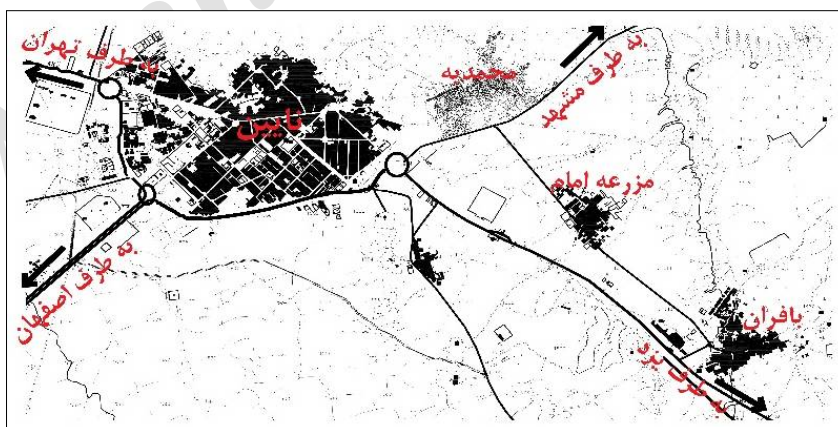 به طرف تهران
نایین
محمدیه
به طرف مشهد
مزرعه امام
به طرف اصفهان
بافران
به طرف یزد